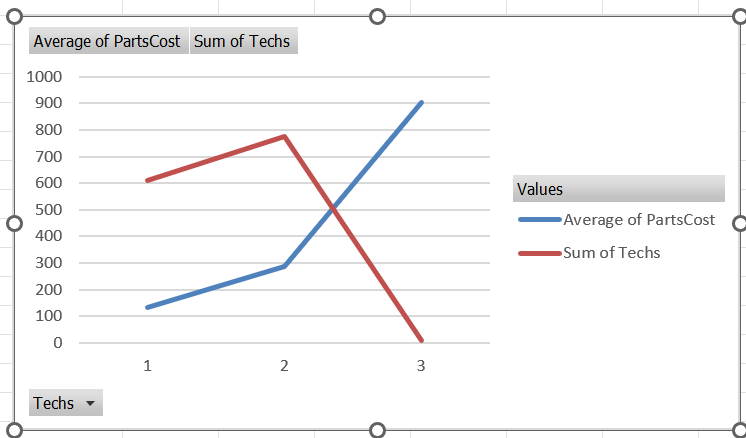 Average of PartsCost Sum of Techs
1000
900
800
700
600
500
400
300
200
100
0
1 2 3
Values
Average of PartsCost
Sum of Techs
Techs